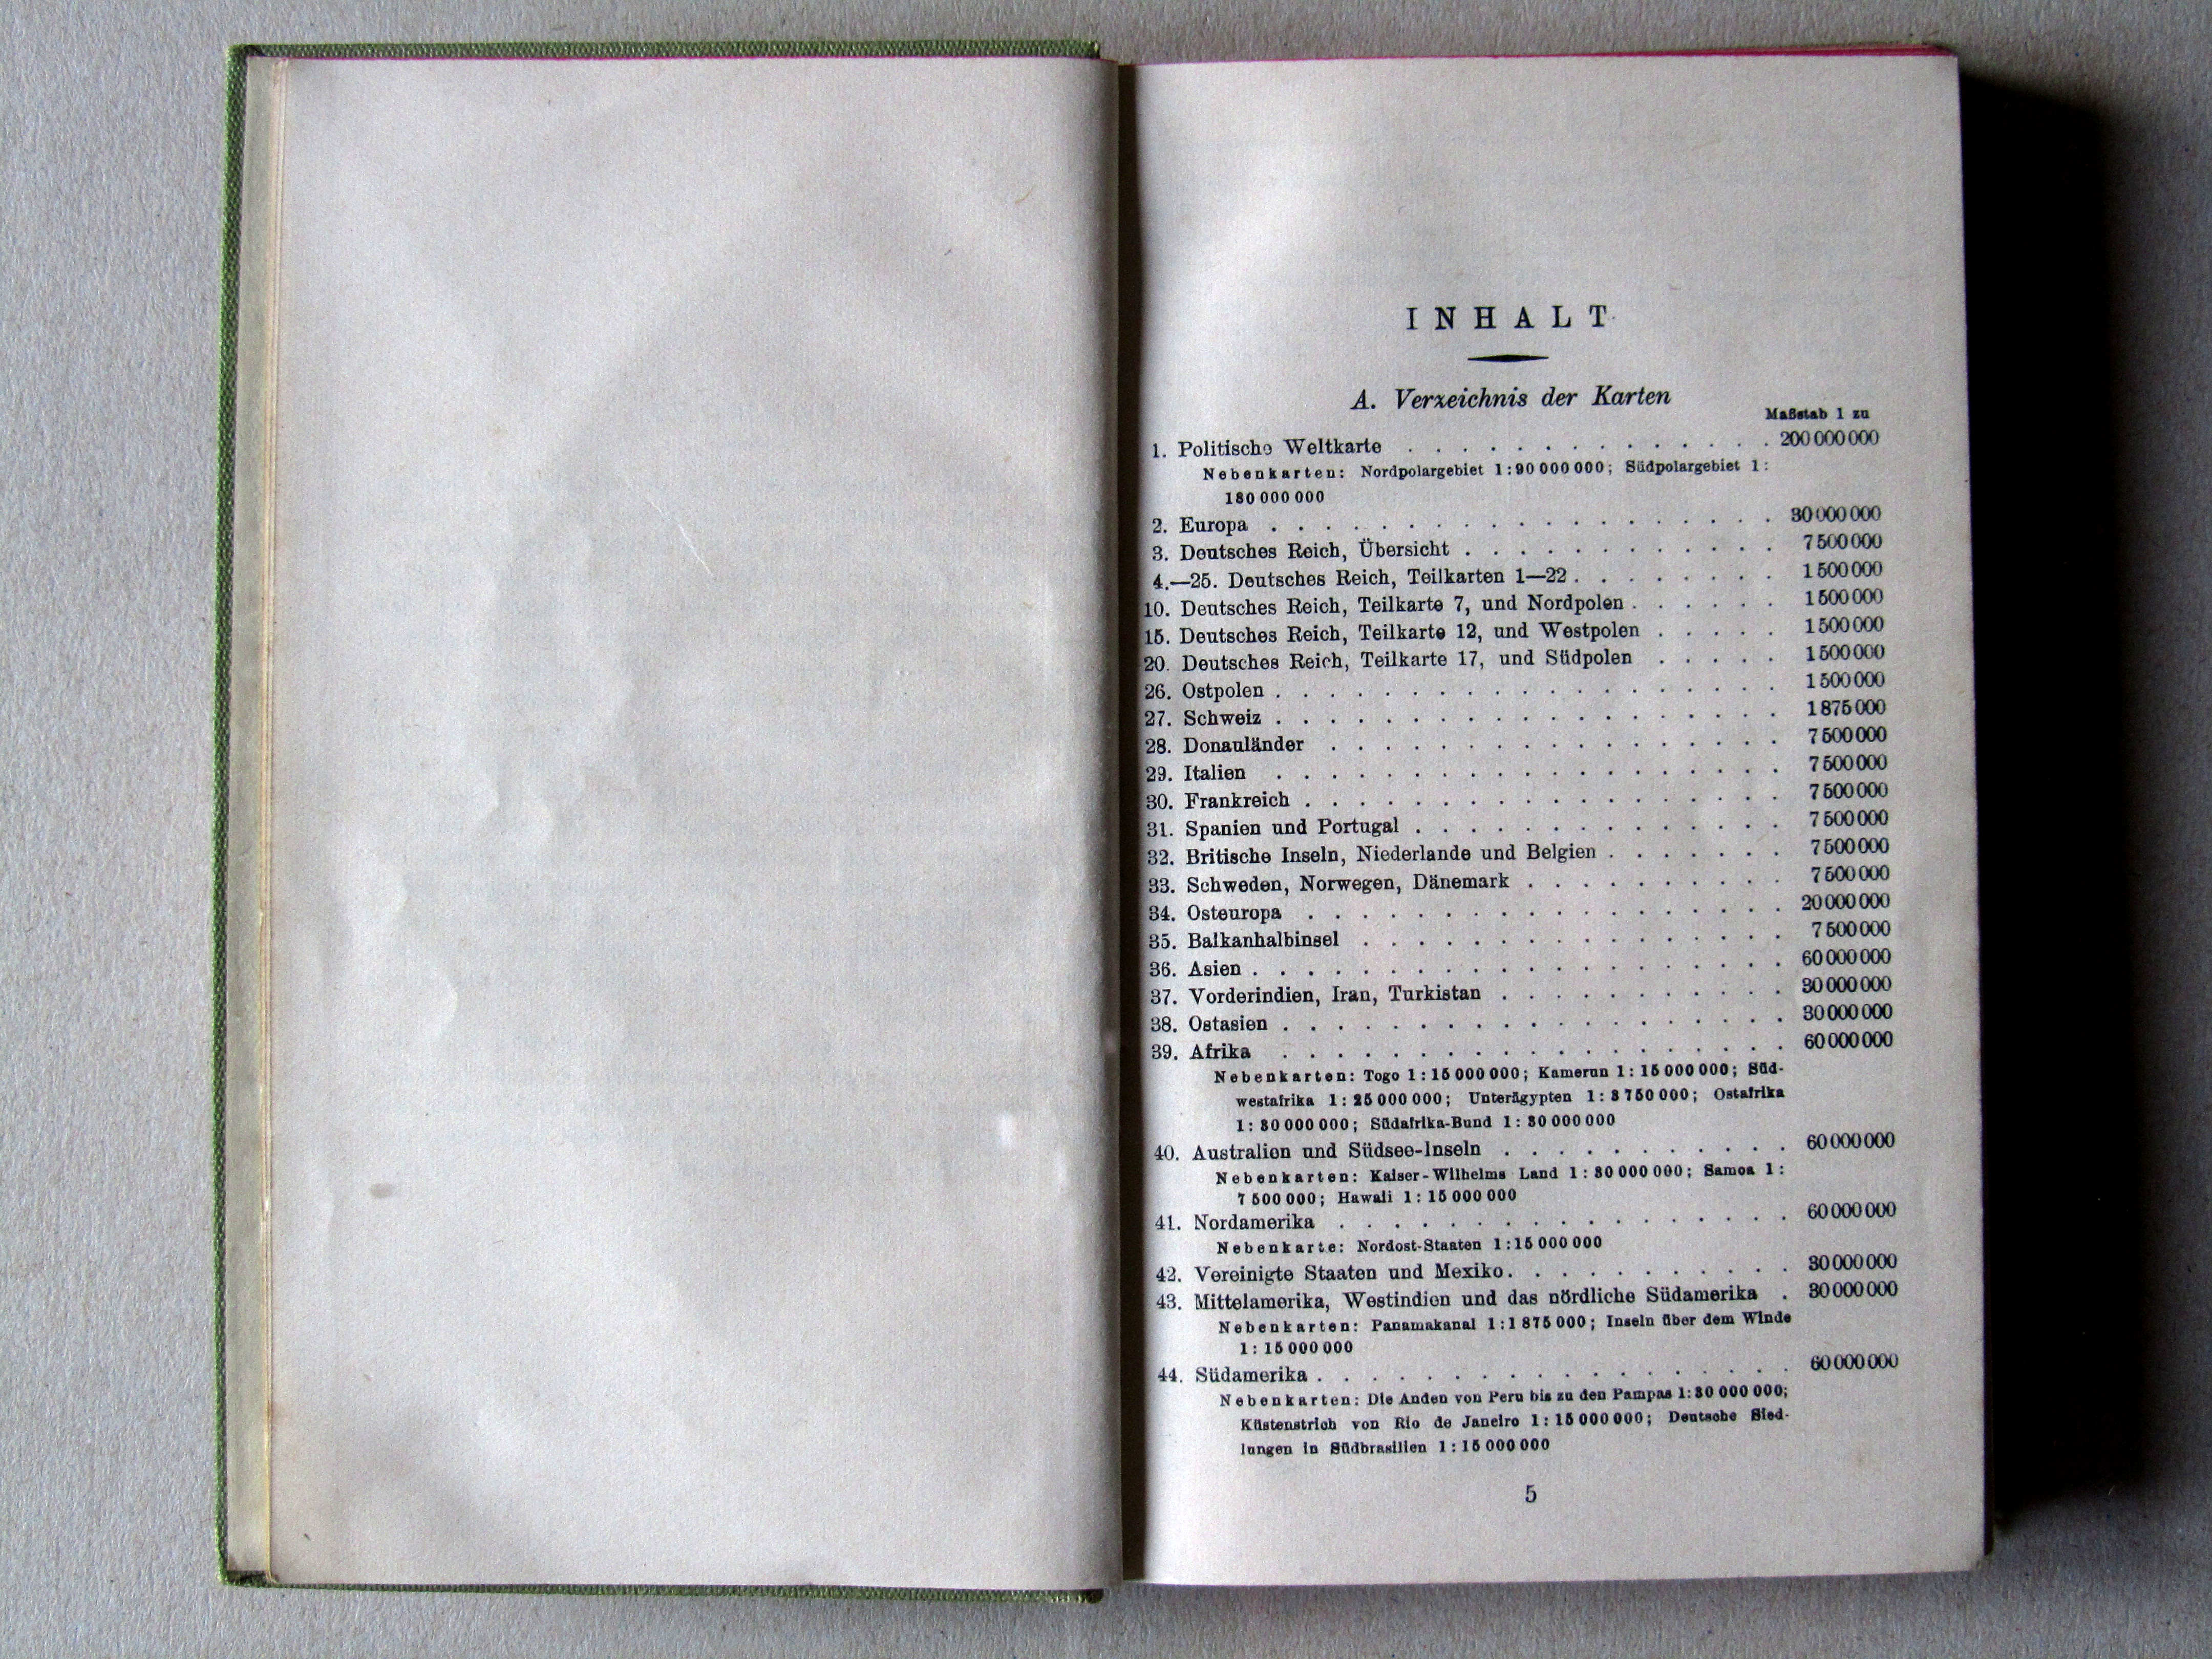 INHALT
A. Verzeichnis der Karten
Maßstab 1 zu
1. Politische Weltkarte . . . . . . . . . . . . . . 200 000 000
Nebenkarten: Nordpolargebiet 1:90 000 000; Südpolargebiet 1:
180 000 000
2. Europa . . . . . . . . . . . . . . . . . . . 30 000 000
3. Deutsches Reich, Übersicht . . . . . . . . . . . . 7 500 000
4.—25. Deutsches Reich, Teilkarten 1—22 . . . . . . . . 1 500 000
10. Deutsches Reich, Teilkarte 7, und Nordpolen . . . . . . 1 500 000
15. Deutsches Reich, Teilkarte 12, und Westpolen . . . . . 1 500 000
20. Deutsches Reich, Teilkarte 17, und Südpolen . . . . . 1 500 000
26. Ostpolen . . . . . . . . . . . . . . . . . . . 1 500 000
27. Schweiz . . . . . . . . . . . . . . . . . . . 1 875 000
28. Donauländer . . . . . . . . . . . . . . . . . 7 500 000
29. Italien . . . . . . . . . . . . . . . . . . . 7 500 000
30. Frankreich . . . . . . . . . . . . . . . . . . 7 500 000
31. Spanien und Portugal . . . . . . . . . . . . . . 7 500 000
32. Britische Inseln, Niederlande und Belgien . . . . . . . 7 500 000
33. Schweden, Norwegen, Dänemark . . . . . . . . . . 7 500 000
34. Osteuropa . . . . . . . . . . . . . . . . . . 20 000 000
35. Balkanhalbinsel . . . . . . . . . . . . . . . . 7 500 000
36. Asien . . . . . . . . . . . . . . . . . . . . 60 000 000
37. Vorderindien, Iran, Turkistan . . . . . . . . . . . 30 000 000
38. Ostasien . . . . . . . . . . . . . . . . . . . 30 000 000
39. Afrika . . . . . . . . . . . . . . . . . . . 60 000 000
Nebenkarten: Togo 1:15 000 000; Kamerun 1:15 000 000; Süd-
westafrika 1:25 000 000; Unterägypten 1:3 750 000; Ostafrika
1:30 000 000; Südafrika-Bund 1:30 000 000
40. Australien und Südsee-Inseln . . . . . . . . . . . 60 000 000
Nebenkarten: Kaiser-Wilhelms Land 1:30 000 000; Samoa 1:
7 500 000; Hawaii 1:15 000 000
41. Nordamerika . . . . . . . . . . . . . . . . . 60 000 000
Nebenkarte: Nordost-Staaten 1:15 000 000
42. Vereinigte Staaten und Mexiko . . . . . . . . . . . 30 000 000
43. Mittelamerika, Westindien und das nördliche Südamerika . 30 000 000
Nebenkarten: Panamakanal 1:1 875 000; Inseln über dem Winde
1:15 000 000
44. Südamerika . . . . . . . . . . . . . . . . . . 60 000 000
Nebenkarten: Die Anden von Peru bis zu den Pampas 1:30 000 000;
Küstenstrich von Rio de Janeiro 1:15 000 000; Deutsche Sied-
lungen in Südbrasilien 1:15 000 000
5